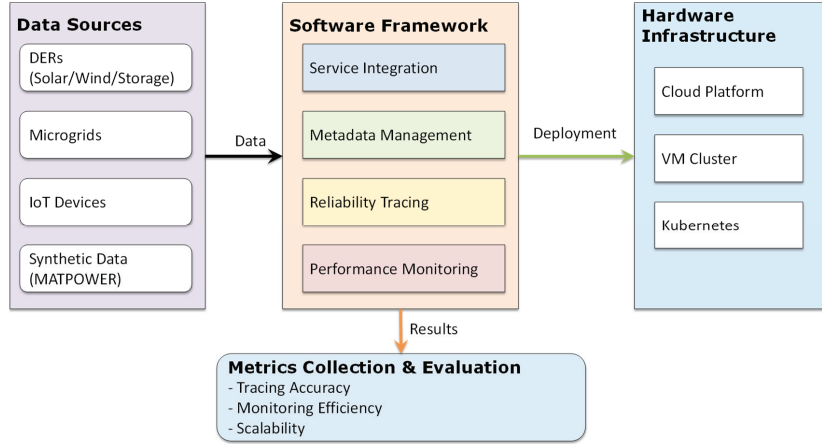 Data Sources
DERs
(Solar/Wind/Storage)
Microgrids
IoT Devices
Synthetic Data
(MATPOWER)
Data
Software Framework
Service Integration
Metadata Management
Reliability Tracing
Performance Monitoring
Deployment
Hardware
Infrastructure
Cloud Platform
VM Cluster
Kubernetes
Results
Metrics Collection & Evaluation
- Tracing Accuracy
- Monitoring Efficiency
- Scalability